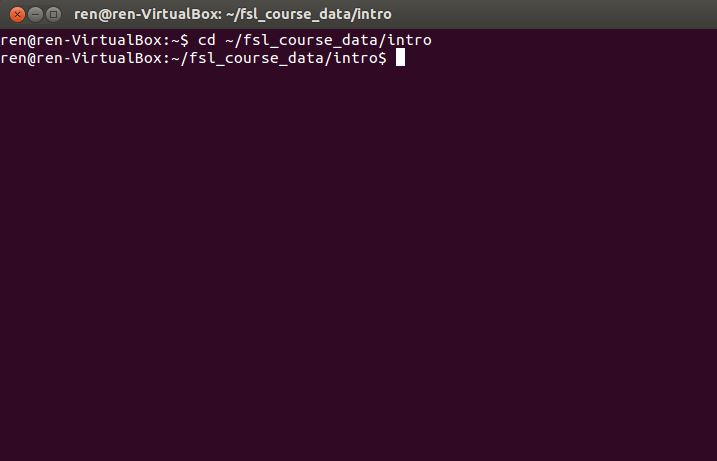 ren@ren-VirtualBox: ~/fsl_course_data/intro
ren@ren-VirtualBox:~$ cd ~/fsl_course_data/intro
ren@ren-VirtualBox:~/fsl_course_data/intro$